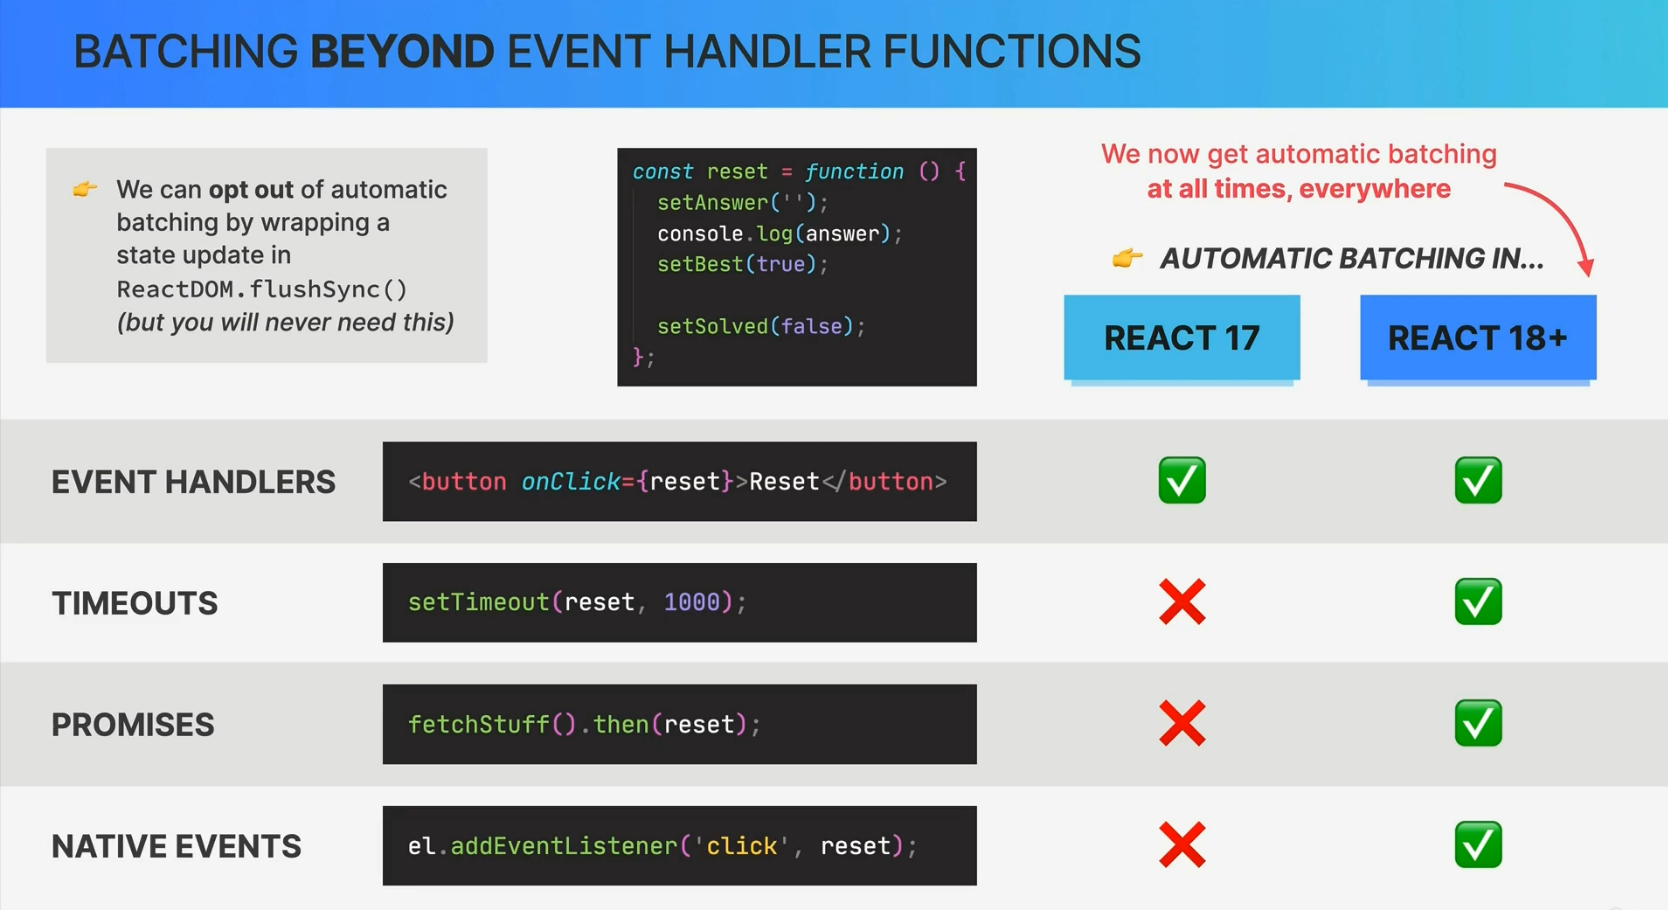 BATCHING BEYOND EVENT HANDLER FUNCTIONS
👉 We can opt out of automatic
batching by wrapping a
state update in
ReactDOM.flushSync()
(but you will never need this)
const reset = function () {
  setAnswer('');
  console.log(answer);
  setBest(true);

  setSolved(false);
};
We now get automatic batching
at all times, everywhere
👉 AUTOMATIC BATCHING IN...
REACT 17
REACT 18+
EVENT HANDLERS
<button onClick={reset}>Reset</button>
✅ ✅
TIMEOUTS
setTimeout(reset, 1000);
❌ ✅
PROMISES
fetchStuff().then(reset);
❌ ✅
NATIVE EVENTS
el.addEventListener('click', reset);
❌ ✅